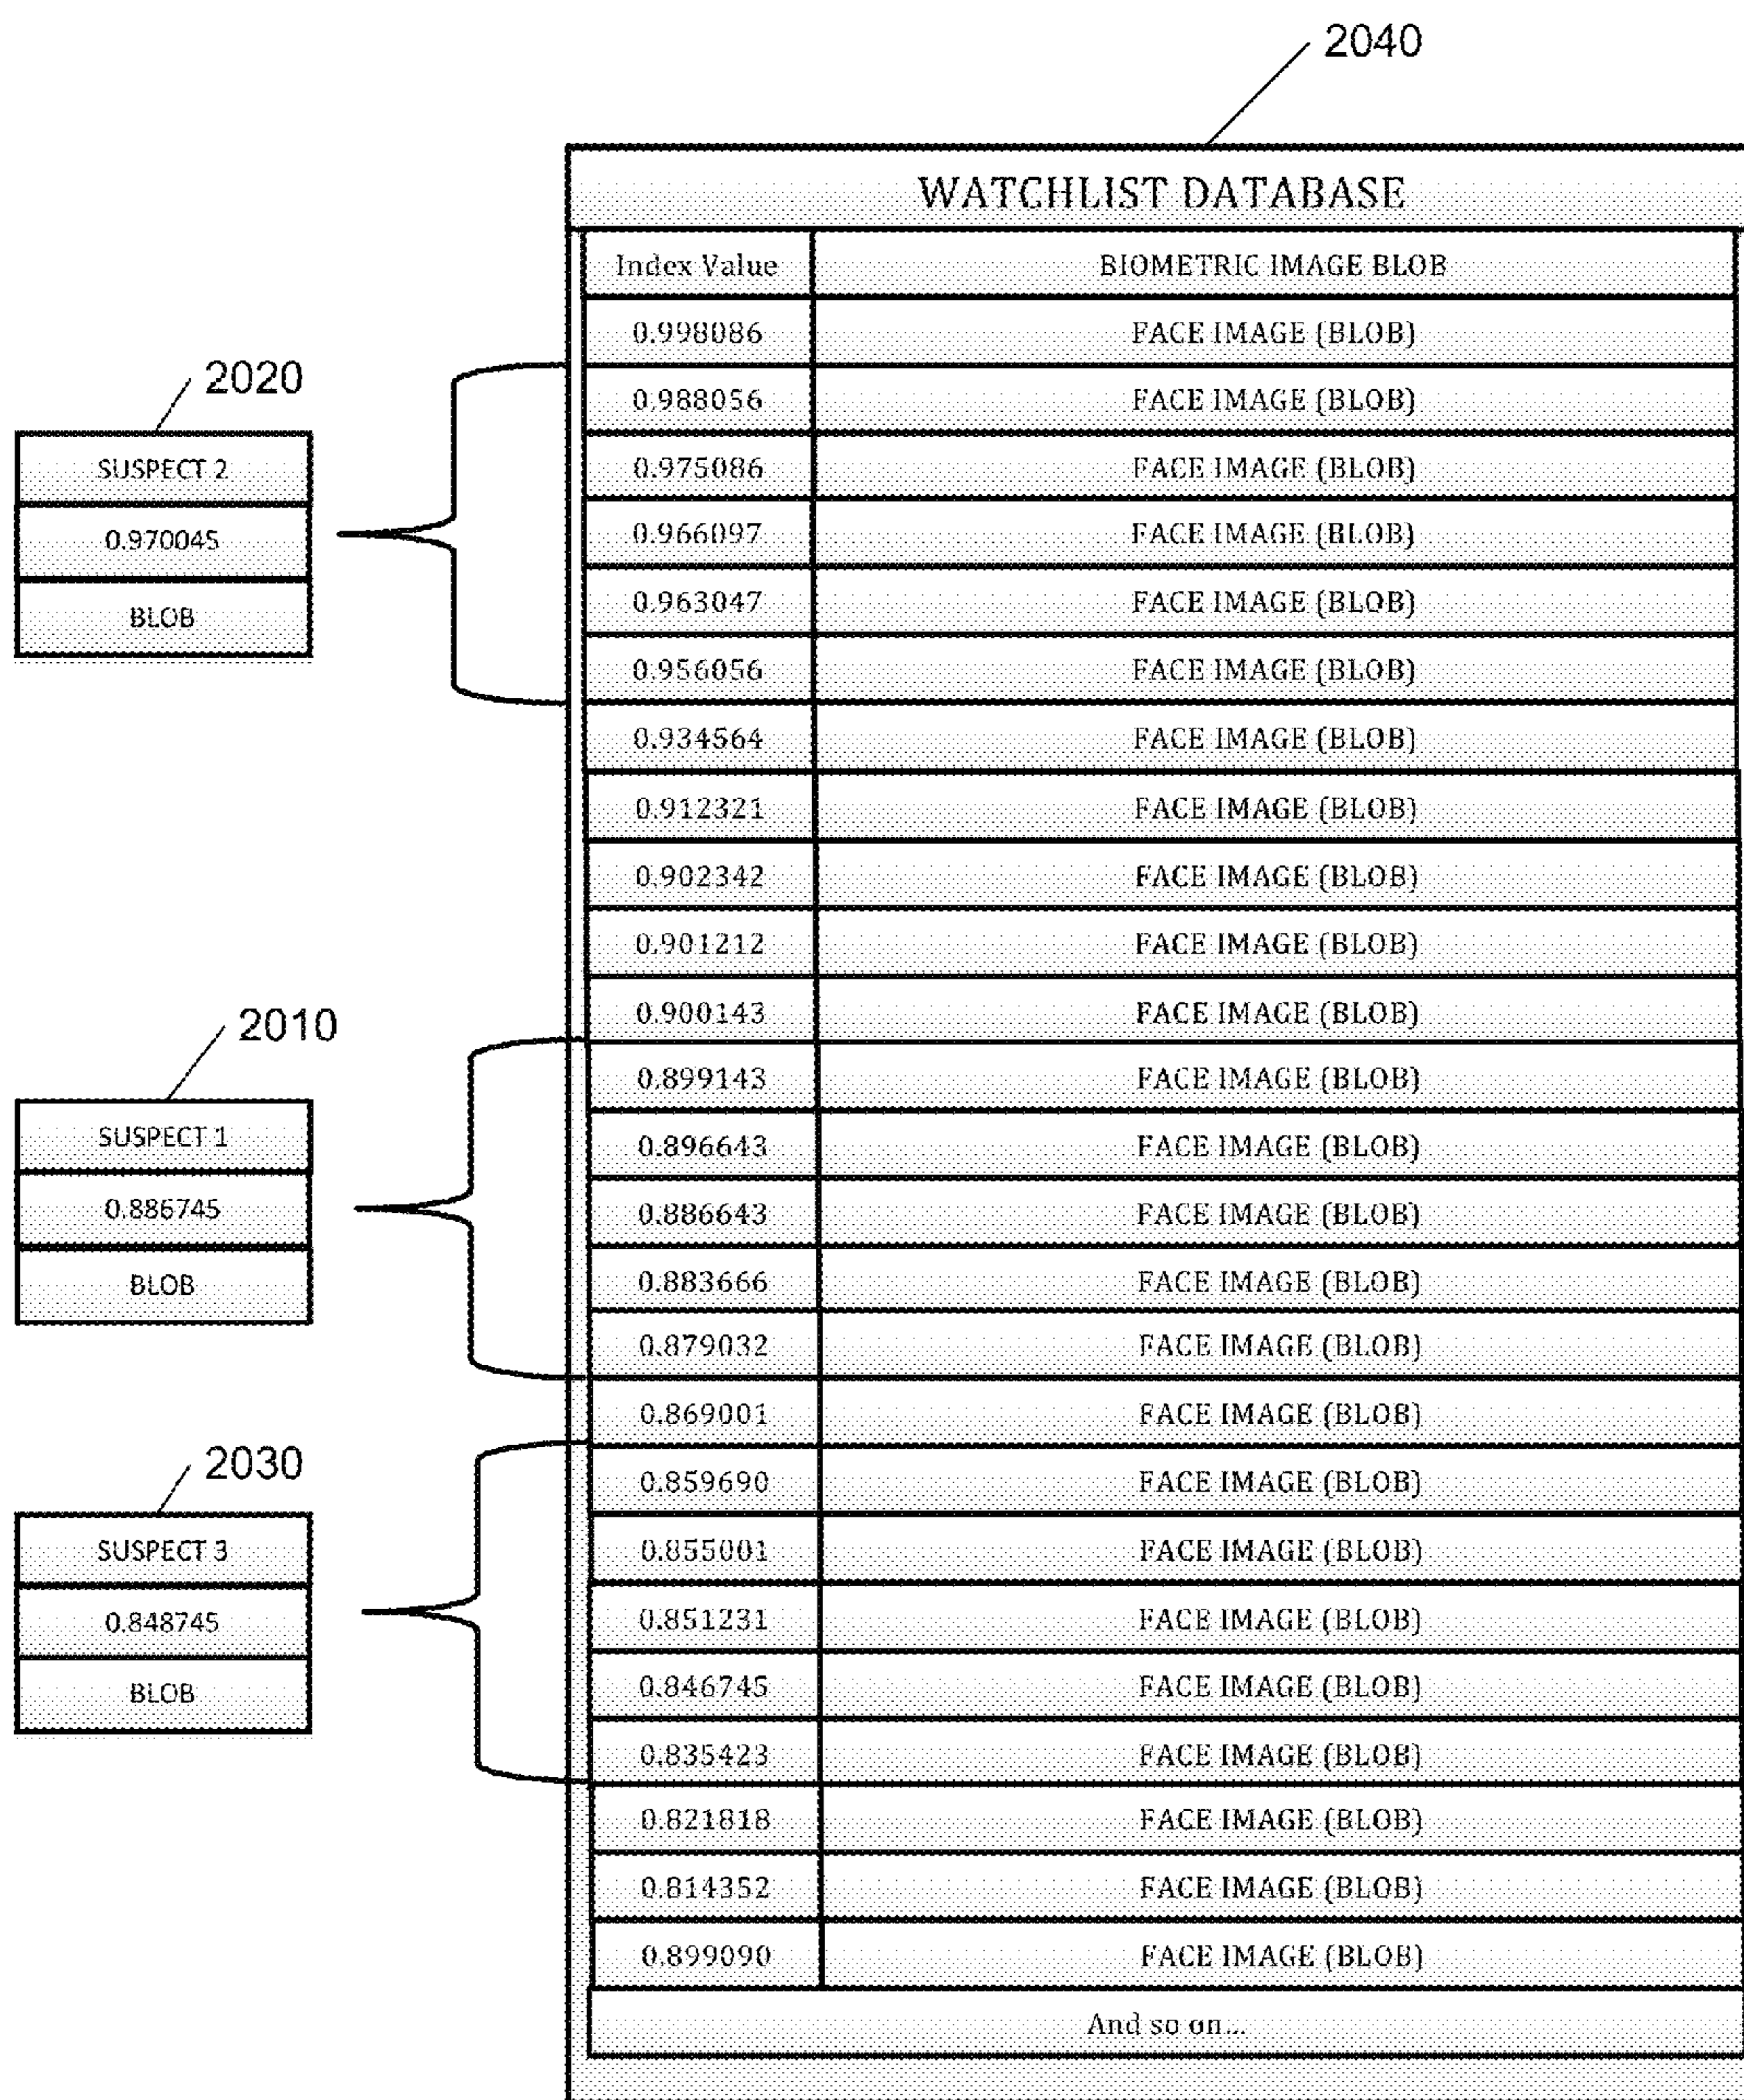 2040
WATCHLIST DATABASE
Index Value BIOMETRIC IMAGE BLOB
0.998086 FACE IMAGE (BLOB)
0.988056 FACE IMAGE (BLOB)
0.975086 FACE IMAGE (BLOB)
0.966097 FACE IMAGE (BLOB)
0.963047 FACE IMAGE (BLOB)
0.956056 FACE IMAGE (BLOB)
0.934564 FACE IMAGE (BLOB)
0.912321 FACE IMAGE (BLOB)
0.902342 FACE IMAGE (BLOB)
0.901212 FACE IMAGE (BLOB)
0.900143 FACE IMAGE (BLOB)
0.899143 FACE IMAGE (BLOB)
0.896643 FACE IMAGE (BLOB)
0.886643 FACE IMAGE (BLOB)
0.883666 FACE IMAGE (BLOB)
0.879032 FACE IMAGE (BLOB)
0.869001 FACE IMAGE (BLOB)
0.859690 FACE IMAGE (BLOB)
0.855001 FACE IMAGE (BLOB)
0.851231 FACE IMAGE (BLOB)
0.846745 FACE IMAGE (BLOB)
0.835423 FACE IMAGE (BLOB)
0.821818 FACE IMAGE (BLOB)
0.814352 FACE IMAGE (BLOB)
0.899090 FACE IMAGE (BLOB)
And so on...
2020
SUSPECT 2
0.970045
BLOB
2010
SUSPECT 1
0.886745
BLOB
2030
SUSPECT 3
0.848745
BLOB